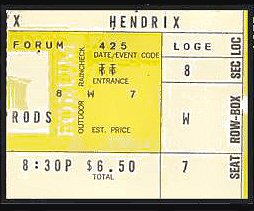 X HENDRIX
FORUM 425 LOGE LOC
DATE/EVENT CODE
RAINCHECK
tt 8 SEC
ENTRANCE
8 W 7
OUTDOOR
RODS W ROW-BOX
EST. PRICE
8:30P $6.50 7 SEAT
TOTAL